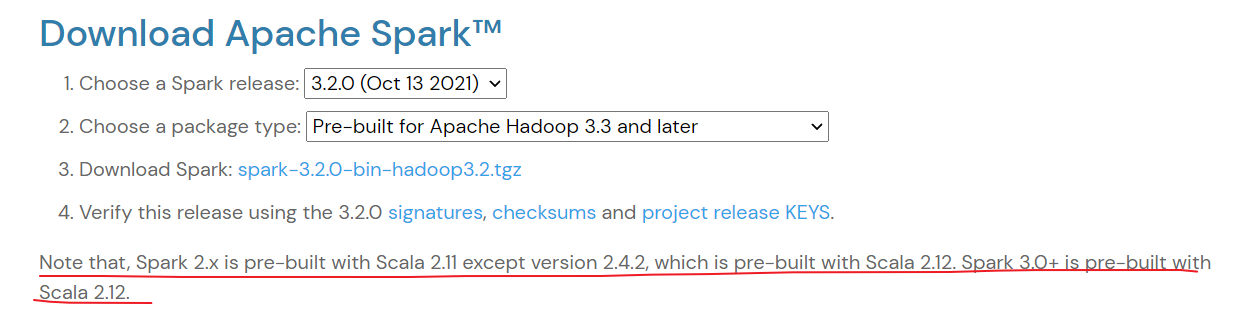 Download Apache Spark™
1. Choose a Spark release: 3.2.0 (Oct 13 2021)
2. Choose a package type: Pre-built for Apache Hadoop 3.3 and later
3. Download Spark: spark-3.2.0-bin-hadoop3.2.tgz
4. Verify this release using the 3.2.0 signatures, checksums and project release KEYS.
Note that, Spark 2.x is pre-built with Scala 2.11 except version 2.4.2, which is pre-built with Scala 2.12. Spark 3.0+ is pre-built with
Scala 2.12.